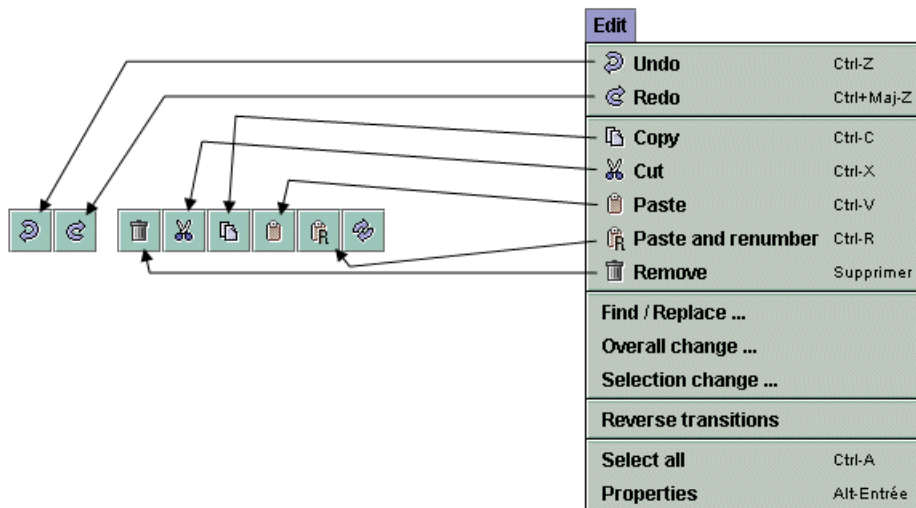 Edit
Undo Ctrl-Z
Redo Ctrl+Maj-Z
Copy Ctrl-C
Cut Ctrl-X
Paste Ctrl-V
R Paste and renumber Ctrl-R
R
Remove Supprimer
Find / Replace ...
Overall change ...
Selection change ...
Reverse transitions
Select all Ctrl-A
Properties Alt-Entrée